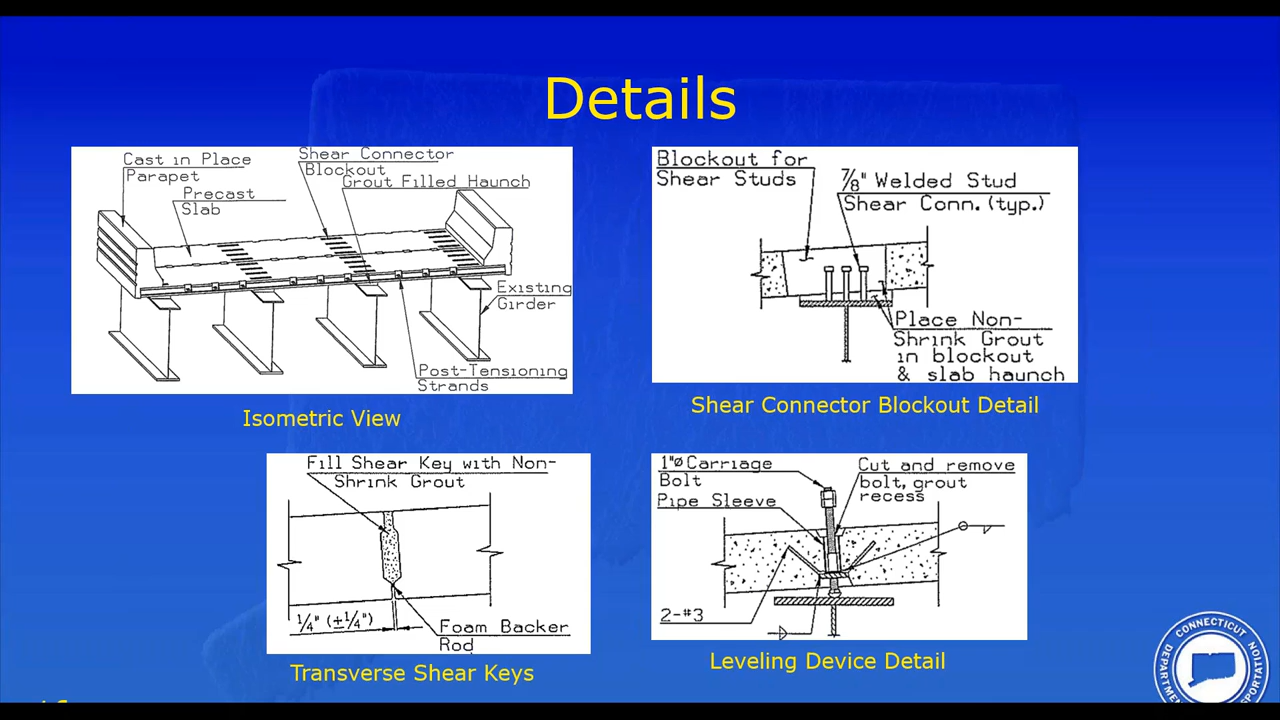 Details
Cast in Place
Parapet
Precast
Slab
Shear Connector
Blockout
Grout Filled Haunch
Existing
Girder
Post-Tensioning
Strands
Isometric View
Blockout for
Shear Studs
7/8" Welded Stud
Shear Conn. (typ.)
Place Non-
Shrink Grout
in blockout
& slab haunch
Shear Connector Blockout Detail
Fill Shear Key with Non-
Shrink Grout
1/4" (±1/4")
Foam Backer
Rod
Transverse Shear Keys
1"ø Carriage
Bolt
Pipe Sleeve
Cut and remove
bolt, grout
recess
2-#3
Leveling Device Detail
CONNECTICUT